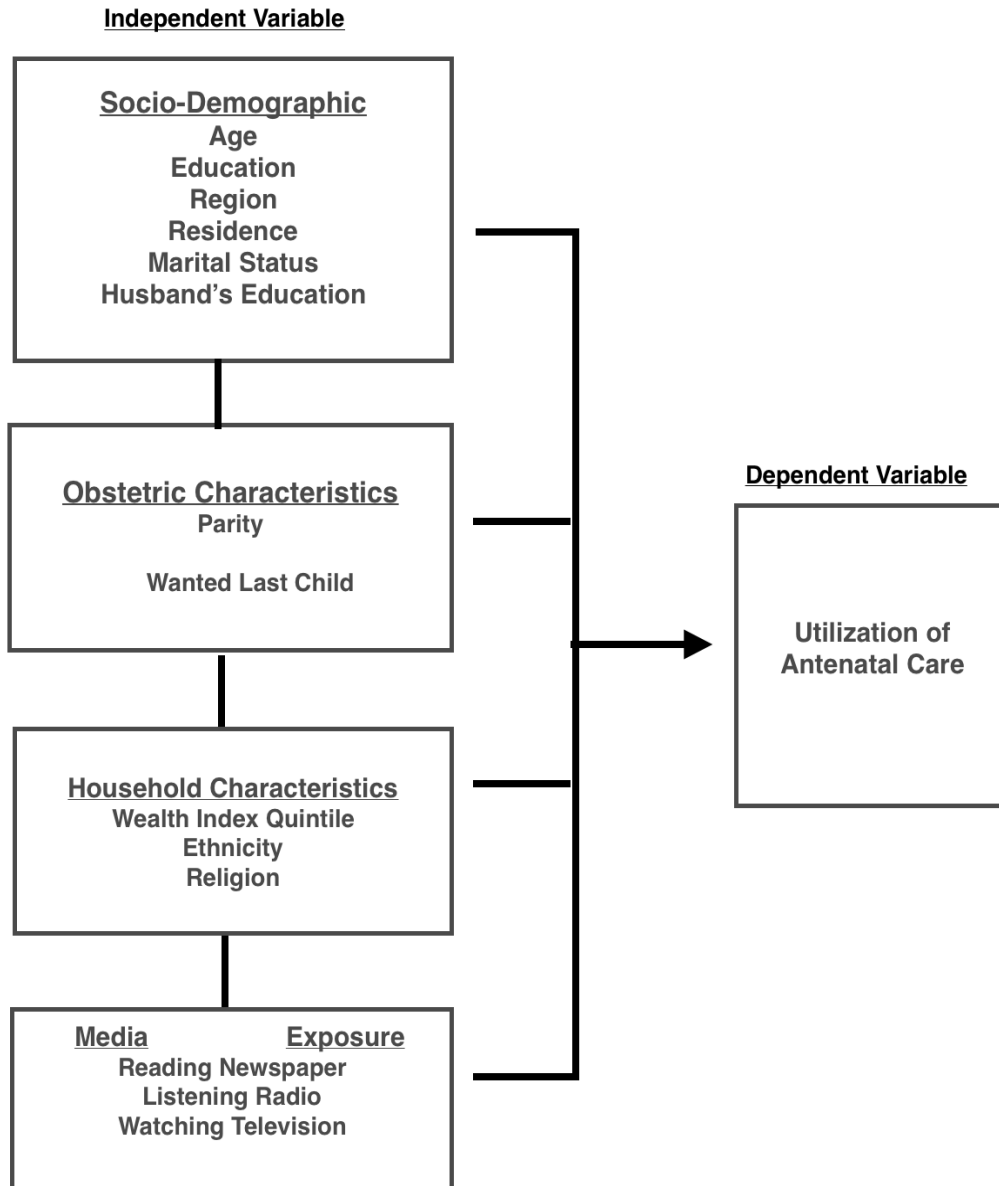 Independent Variable
Socio-Demographic
Age
Education
Region
Residence
Marital Status
Husband’s Education
Obstetric Characteristics
Parity
Wanted Last Child
Household Characteristics
Wealth Index Quintile
Ethnicity
Religion
Media Exposure
Reading Newspaper
Listening Radio
Watching Television
Dependent Variable
Utilization of
Antenatal Care